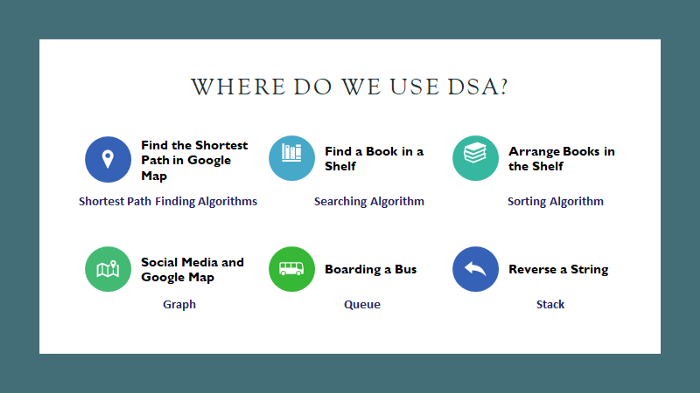 WHERE DO WE USE DSA?
Find the Shortest
Path in Google
Map
Shortest Path Finding Algorithms
Find a Book in a
Shelf
Searching Algorithm
Arrange Books in
the Shelf
Sorting Algorithm
Social Media and
Google Map
Graph
Boarding a Bus
Queue
Reverse a String
Stack